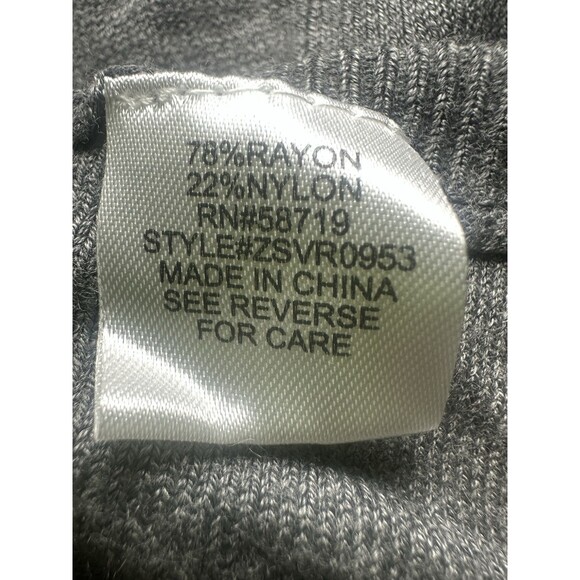 78%RAYON
22%NYLON
RN#58719
STYLE#ZSVR0953
MADE IN CHINA
SEE REVERSE
FOR CARE